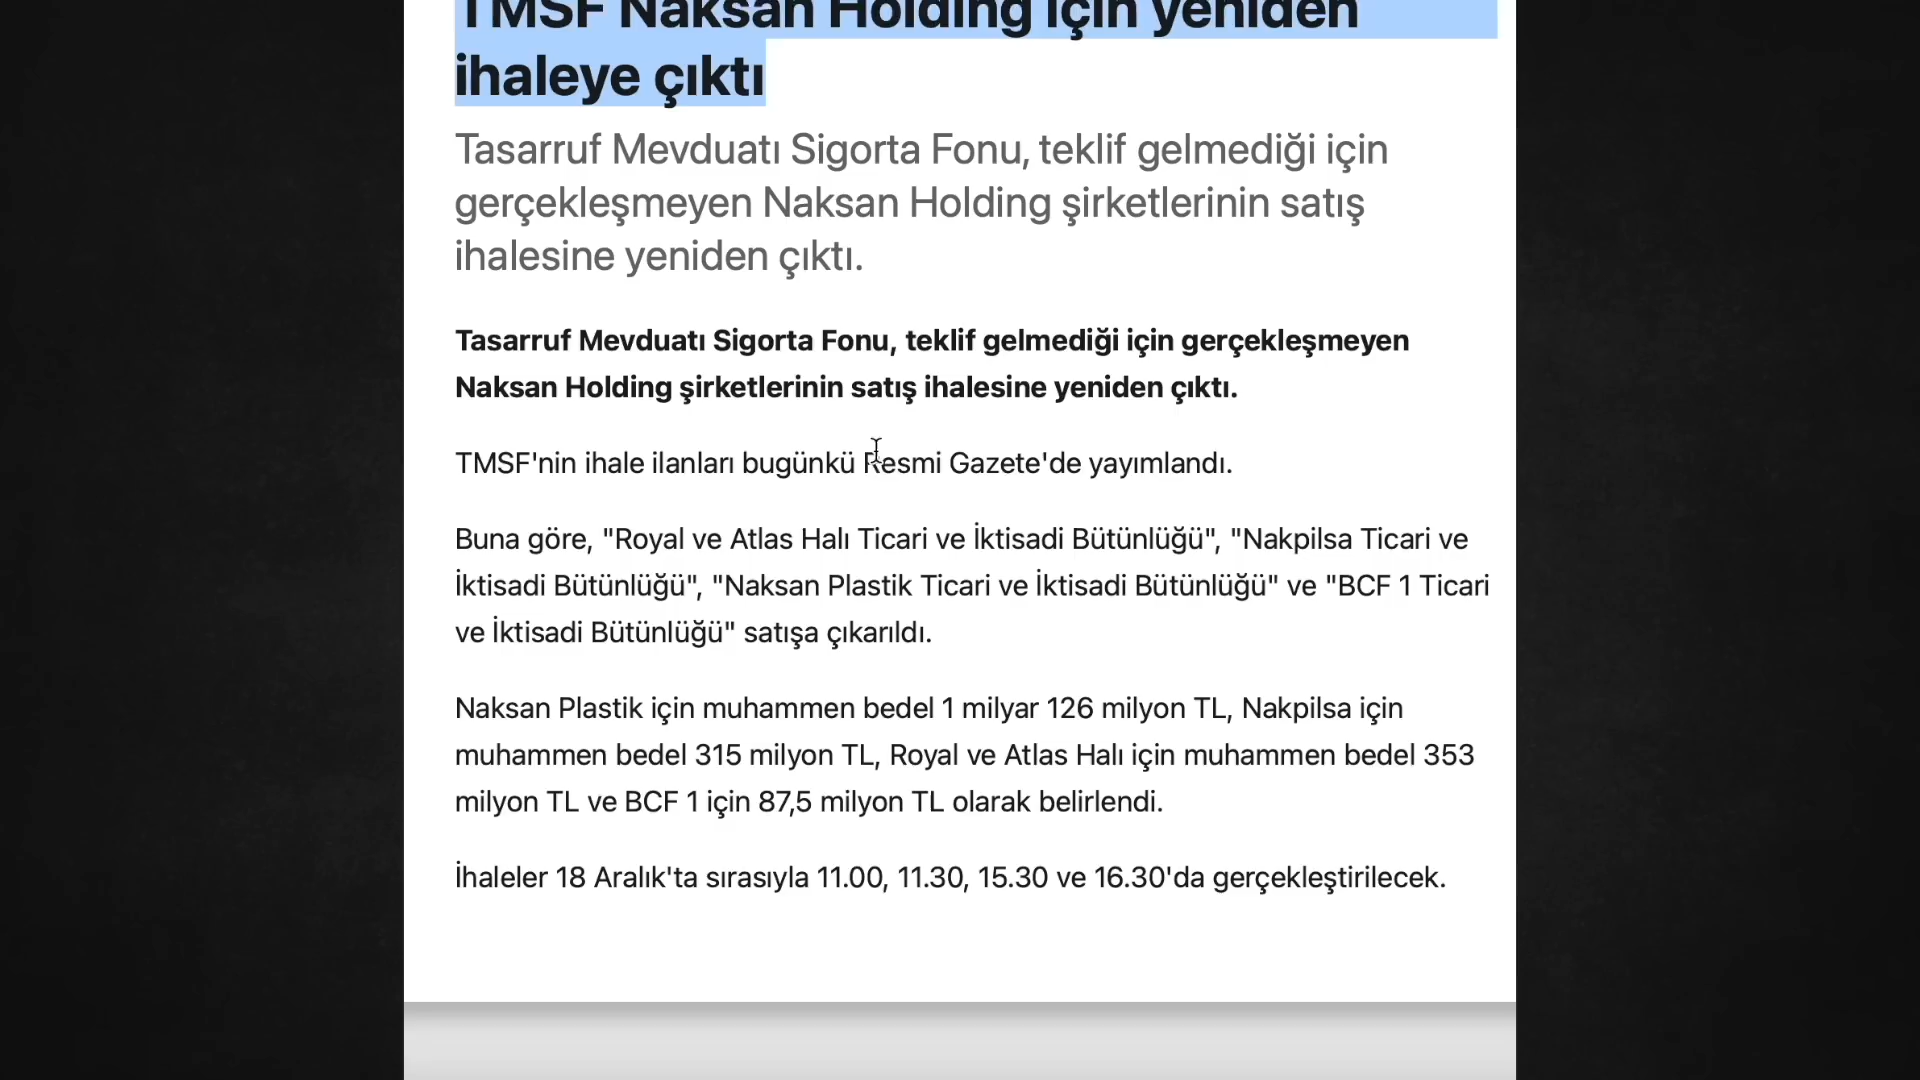 TMSF Naksan Holding için yeniden
ihaleye çıktı
Tasarruf Mevduatı Sigorta Fonu, teklif gelmediği için
gerçekleşmeyen Naksan Holding şirketlerinin satış
ihalesine yeniden çıktı.
Tasarruf Mevduatı Sigorta Fonu, teklif gelmediği için gerçekleşmeyen
Naksan Holding şirketlerinin satış ihalesine yeniden çıktı.
TMSF'nin ihale ilanları bugünkü Resmi Gazete'de yayımlandı.
Buna göre, "Royal ve Atlas Halı Ticari ve İktisadi Bütünlüğü", "Nakpilsa Ticari ve
İktisadi Bütünlüğü", "Naksan Plastik Ticari ve İktisadi Bütünlüğü" ve "BCF 1 Ticari
ve İktisadi Bütünlüğü" satışa çıkarıldı.
Naksan Plastik için muhammen bedel 1 milyar 126 milyon TL, Nakpilsa için
muhammen bedel 315 milyon TL, Royal ve Atlas Halı için muhammen bedel 353
milyon TL ve BCF 1 için 87,5 milyon TL olarak belirlendi.
İhaleler 18 Aralık'ta sırasıyla 11.00, 11.30, 15.30 ve 16.30'da gerçekleştirilecek.